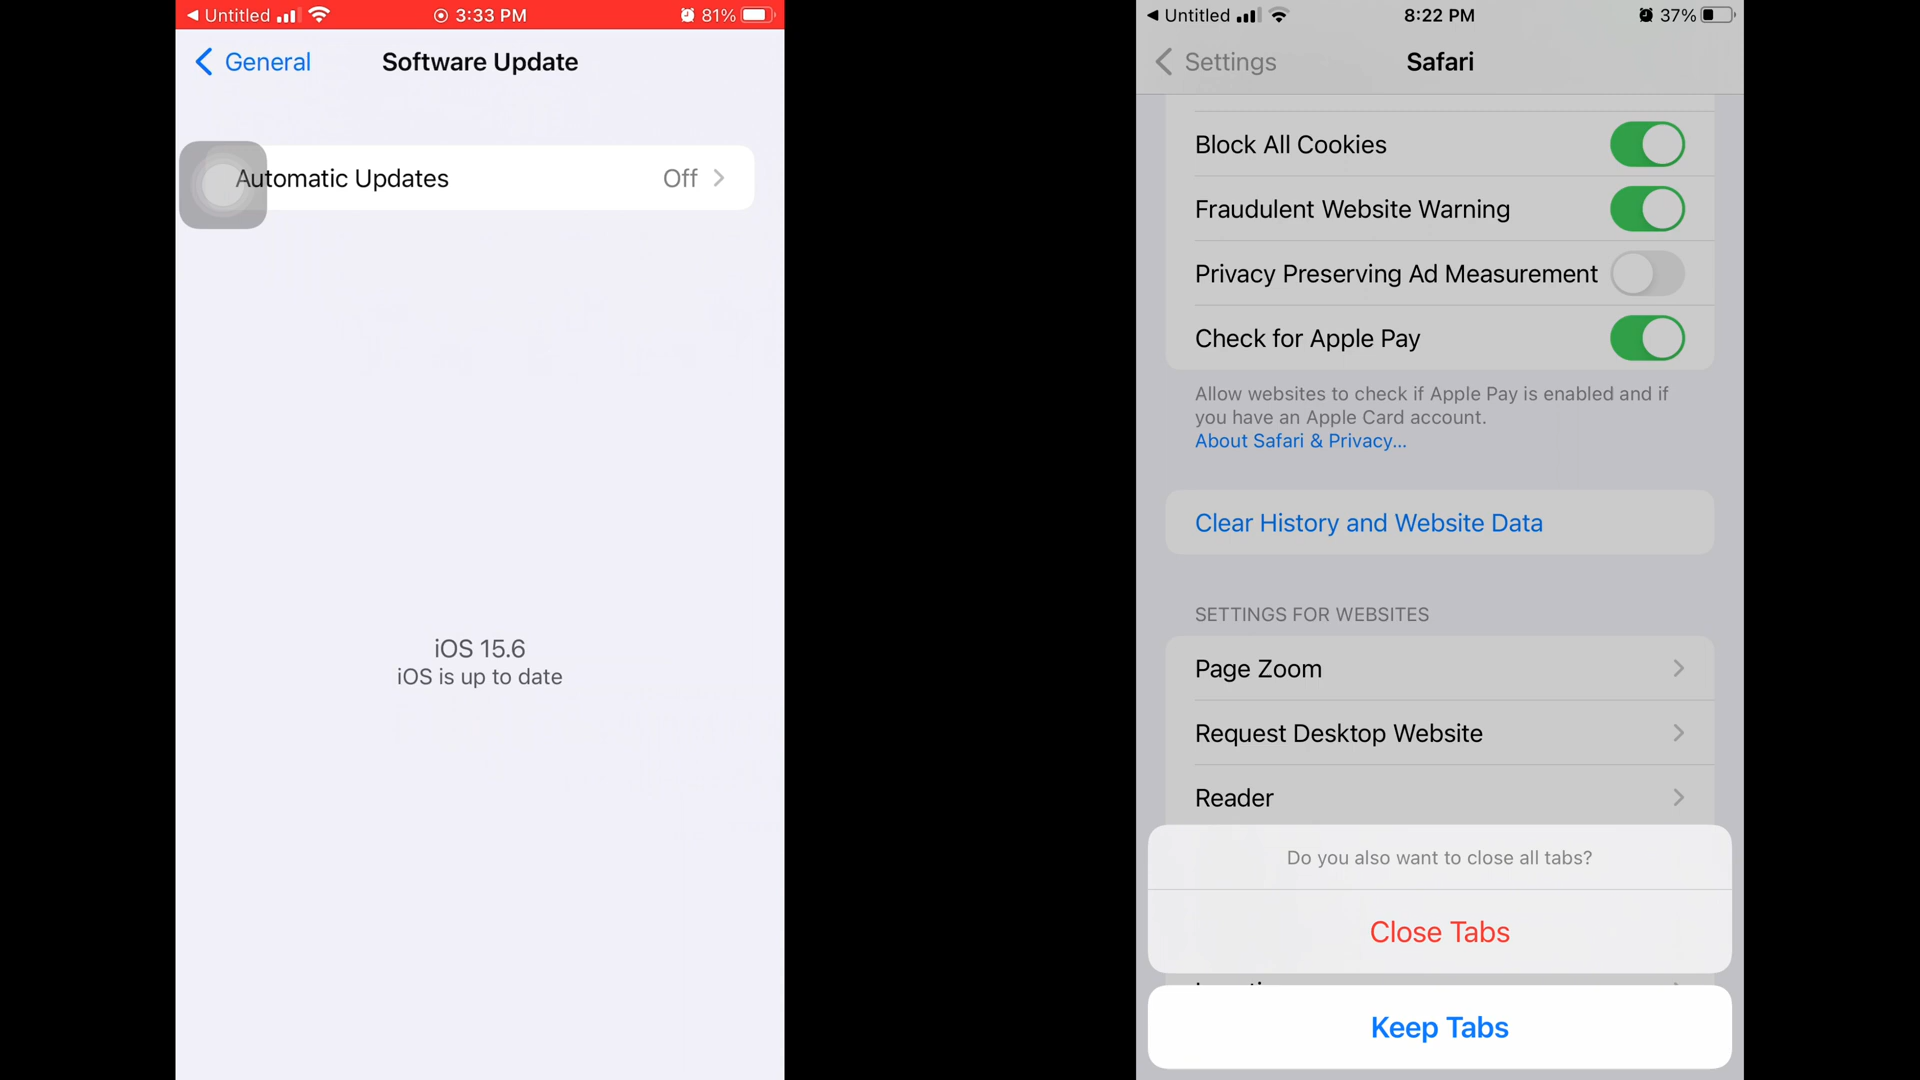 Untitled 3:33 PM 81%
General Software Update
Automatic Updates Off
iOS 15.6
iOS is up to date
Untitled 8:22 PM 37%
Settings Safari
Block All Cookies
Fraudulent Website Warning
Privacy Preserving Ad Measurement
Check for Apple Pay
Allow websites to check if Apple Pay is enabled and if
you have an Apple Card account.
About Safari & Privacy...
Clear History and Website Data
SETTINGS FOR WEBSITES
Page Zoom
Request Desktop Website
Reader
Do you also want to close all tabs?
Close Tabs
Keep Tabs